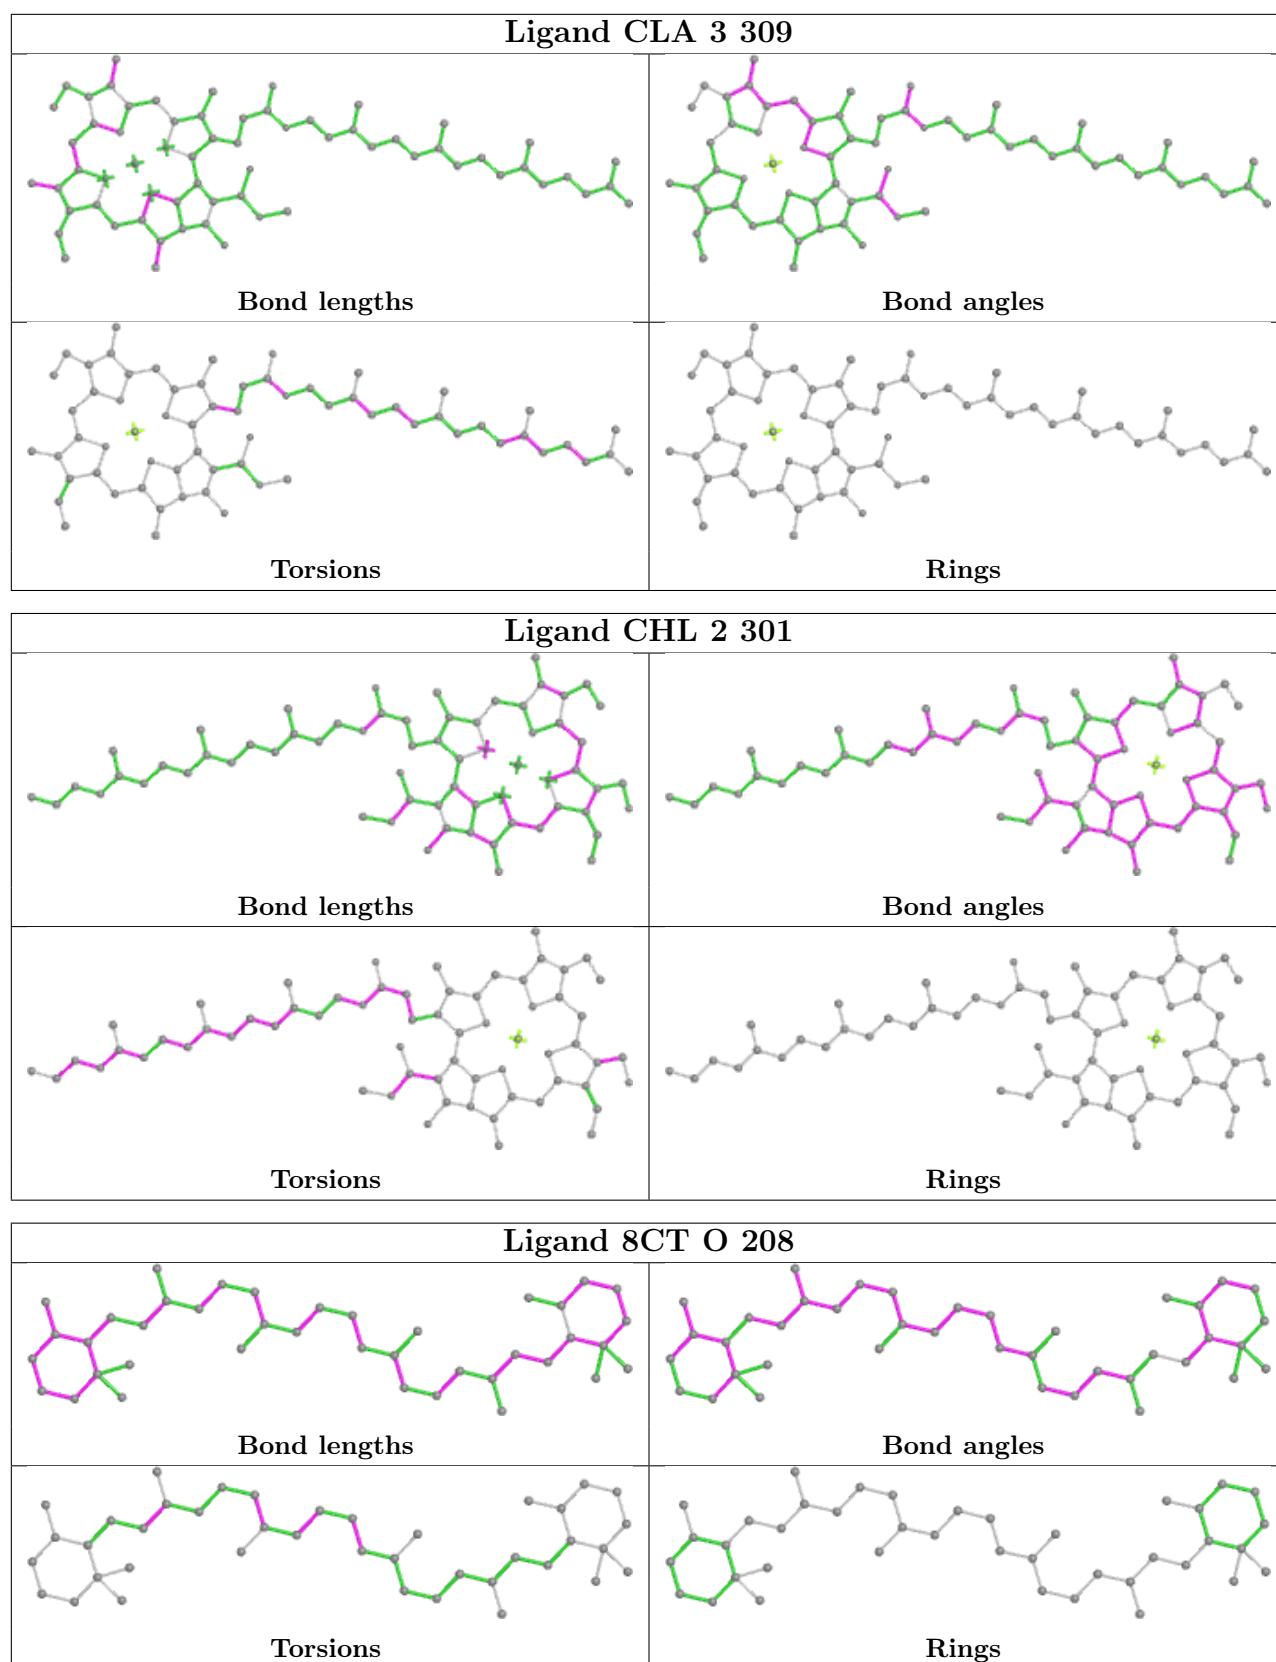 Ligand CLA 3 309
Bond lengths
Bond angles
Torsions
Rings
Ligand CHL 2 301
Bond lengths
Bond angles
Torsions
Rings
Ligand 8CT O 208
Bond lengths
Bond angles
Torsions
Rings